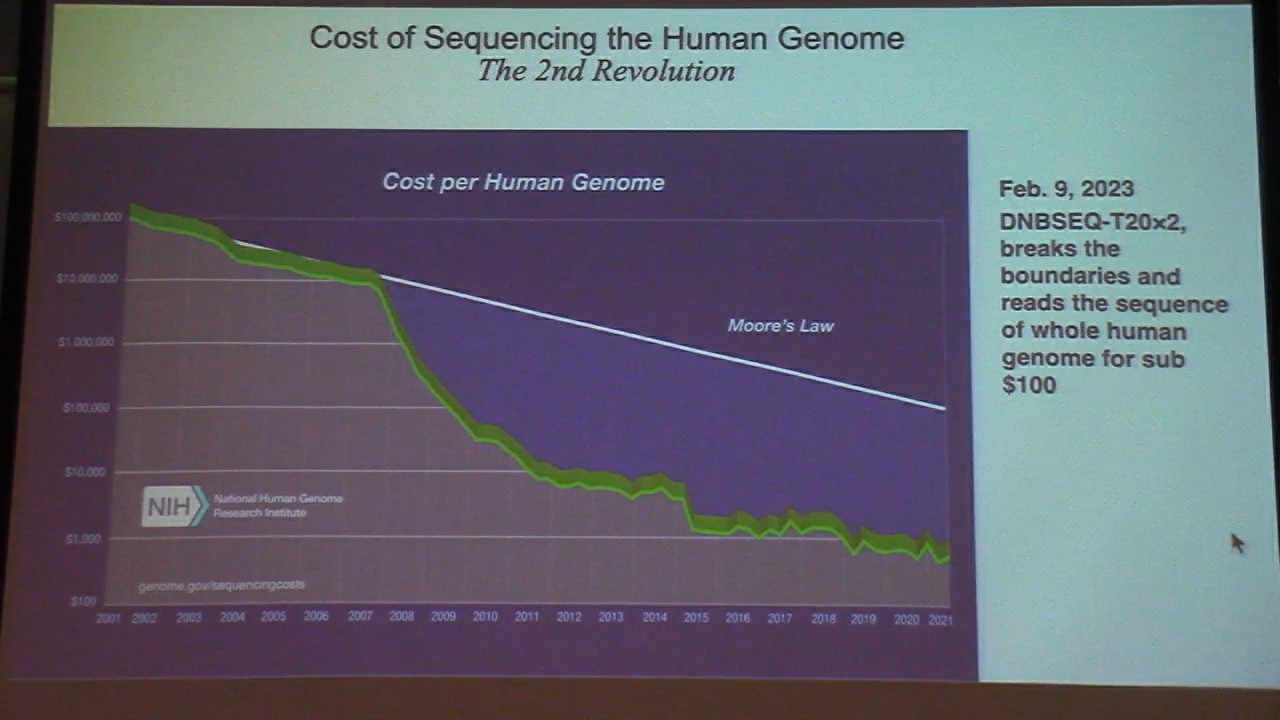 Cost of Sequencing the Human Genome
The 2nd Revolution
Cost per Human Genome
$100,000,000
$10,000,000
$1,000,000
$100,000
$10,000
$1,000
$100
Moore's Law
NIH
National Human Genome
Research Institute
genome.gov/sequencingcosts
2001 2002 2003 2004 2005 2006 2007 2008 2009 2010 2011 2012 2013 2014 2015 2016 2017 2018 2019 2020 2021
Feb. 9, 2023
DNBSEQ-T20x2,
breaks the
boundaries and
reads the sequence
of whole human
genome for sub
$100